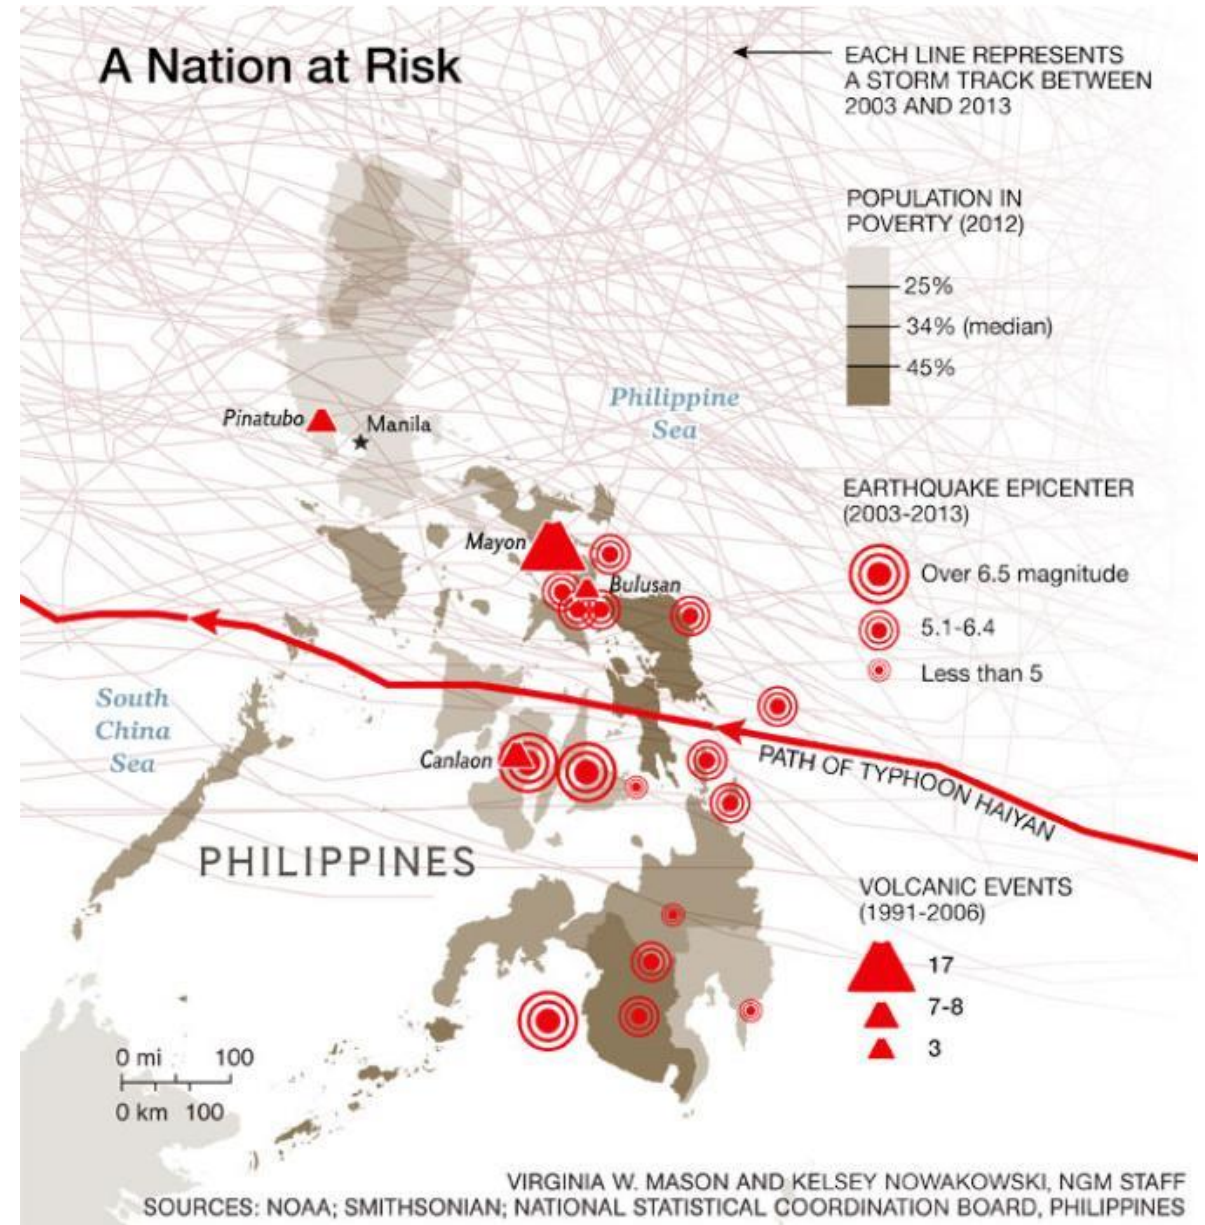 A Nation at Risk
EACH LINE REPRESENTS
A STORM TRACK BETWEEN
2003 AND 2013
POPULATION IN
POVERTY (2012)
25%
34% (median)
45%
Philippine
Sea
Pinatubo
Manila
EARTHQUAKE EPICENTER
(2003-2013)
Over 6.5 magnitude
5.1-6.4
Less than 5
Mayon
Bulusan
South
China
Sea
Canlaon
PATH OF TYPHOON HAIYAN
PHILIPPINES
VOLCANIC EVENTS
(1991-2006)
17
7-8
3
0 mi 100
0 km 100
VIRGINIA W. MASON AND KELSEY NOWAKOWSKI, NGM STAFF
SOURCES: NOAA; SMITHSONIAN; NATIONAL STATISTICAL COORDINATION BOARD, PHILIPPINES